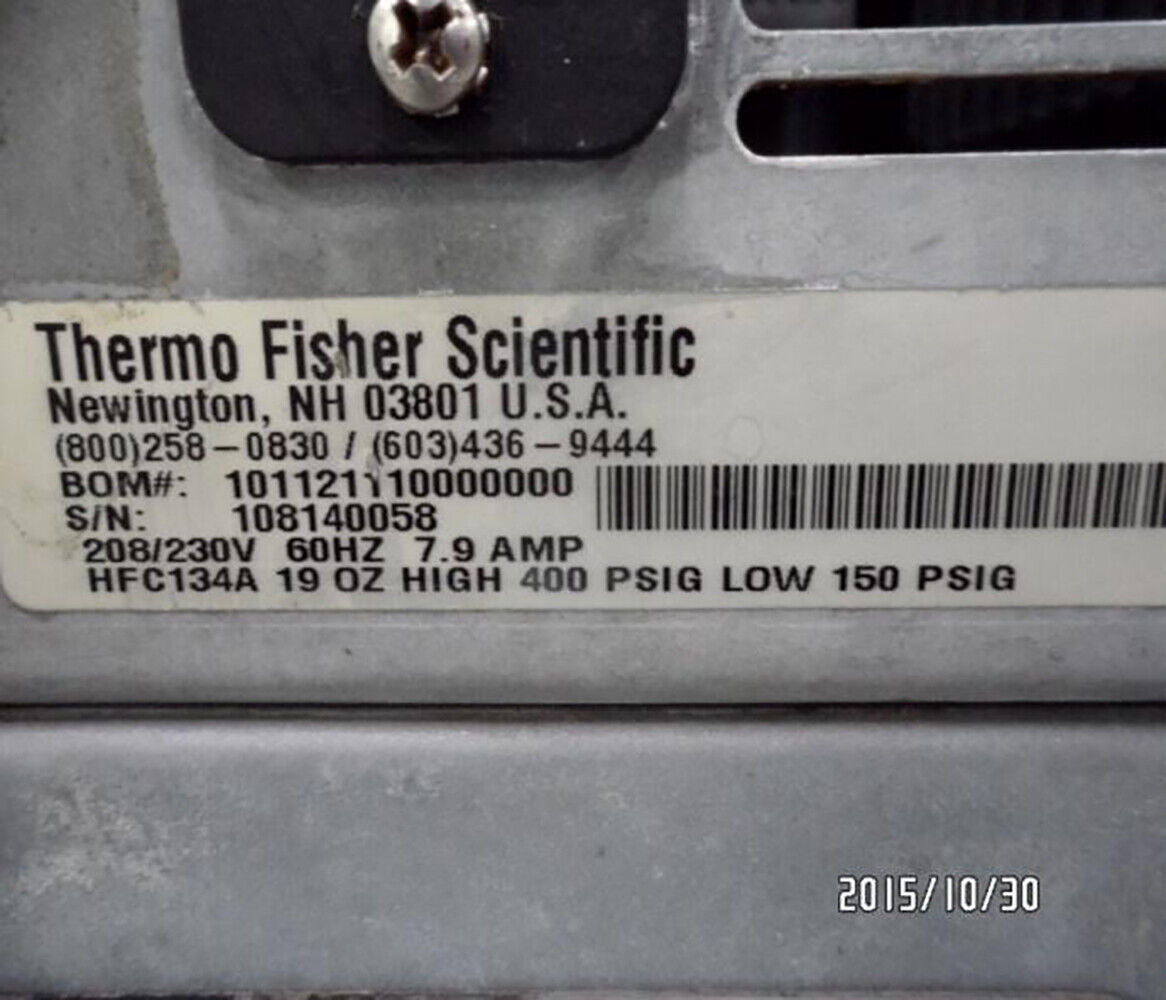 Thermo Fisher Scientific
Newington, NH 03801 U.S.A.
(800)258-0830 / (603)436-9444
BOM#: 101121110000000
S/N: 108140058
208/230V 60HZ 7.9 AMP
HFC134A 19 OZ HIGH 400 PSIG LOW 150 PSIG
2015/10/30